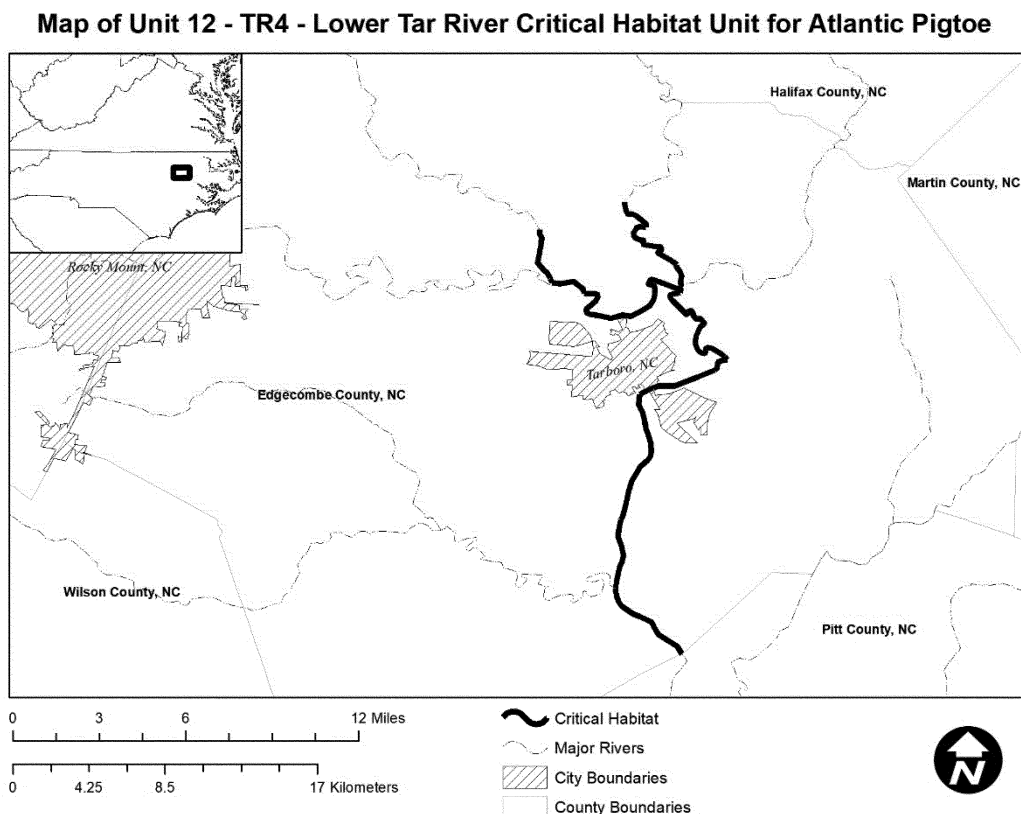 Map of Unit 12 - TR4 - Lower Tar River Critical Habitat Unit for Atlantic Pigtoe
Halifax County, NC
Martin County, NC
Rocky Mount, NC
Tarboro, NC
Edgecombe County, NC
Wilson County, NC
Pitt County, NC
0 3 6 12 Miles
0 4.25 8.5 17 Kilometers
Critical Habitat
Major Rivers
City Boundaries
County Boundaries
N